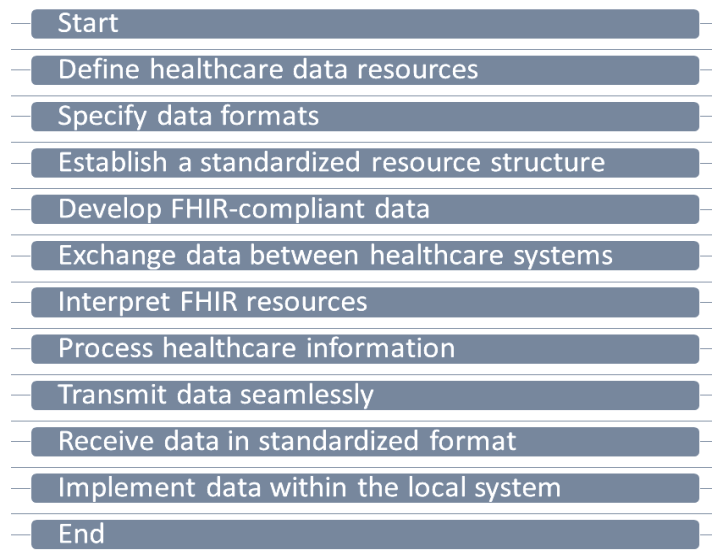 Start
Define healthcare data resources
Specify data formats
Establish a standardized resource structure
Develop FHIR-compliant data
Exchange data between healthcare systems
Interpret FHIR resources
Process healthcare information
Transmit data seamlessly
Receive data in standardized format
Implement data within the local system
End